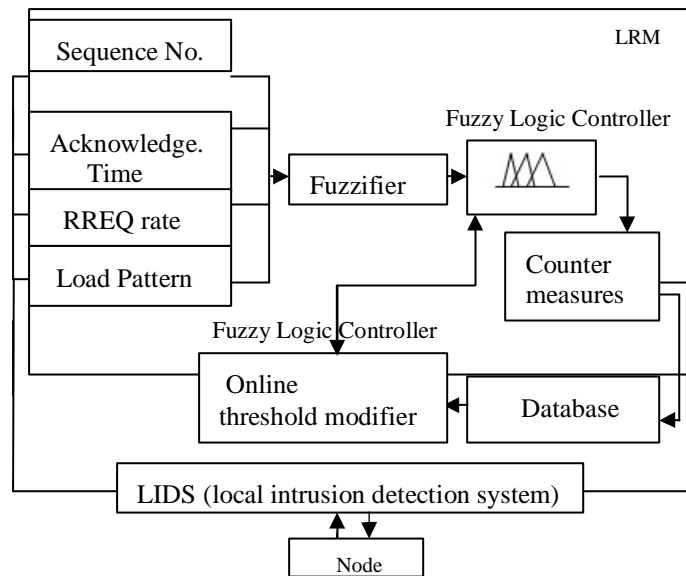 LRM
Sequence No.
Fuzzy Logic Controller
Acknowledge.
Time
Fuzzifier
RREQ rate
Load Pattern
Counter
measures
Fuzzy Logic Controller
Online
threshold modifier
Database
LIDS (local intrusion detection system)
Node